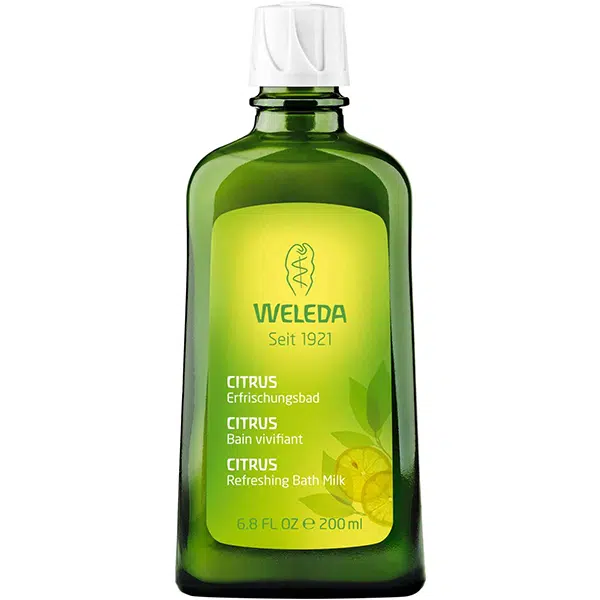 WELEDA
Seit 1921
CITRUS
Erfrischungsbad
CITRUS
Bain vivifiant
CITRUS
Refreshing Bath Milk
6.8 FL OZ ℮ 200 ml